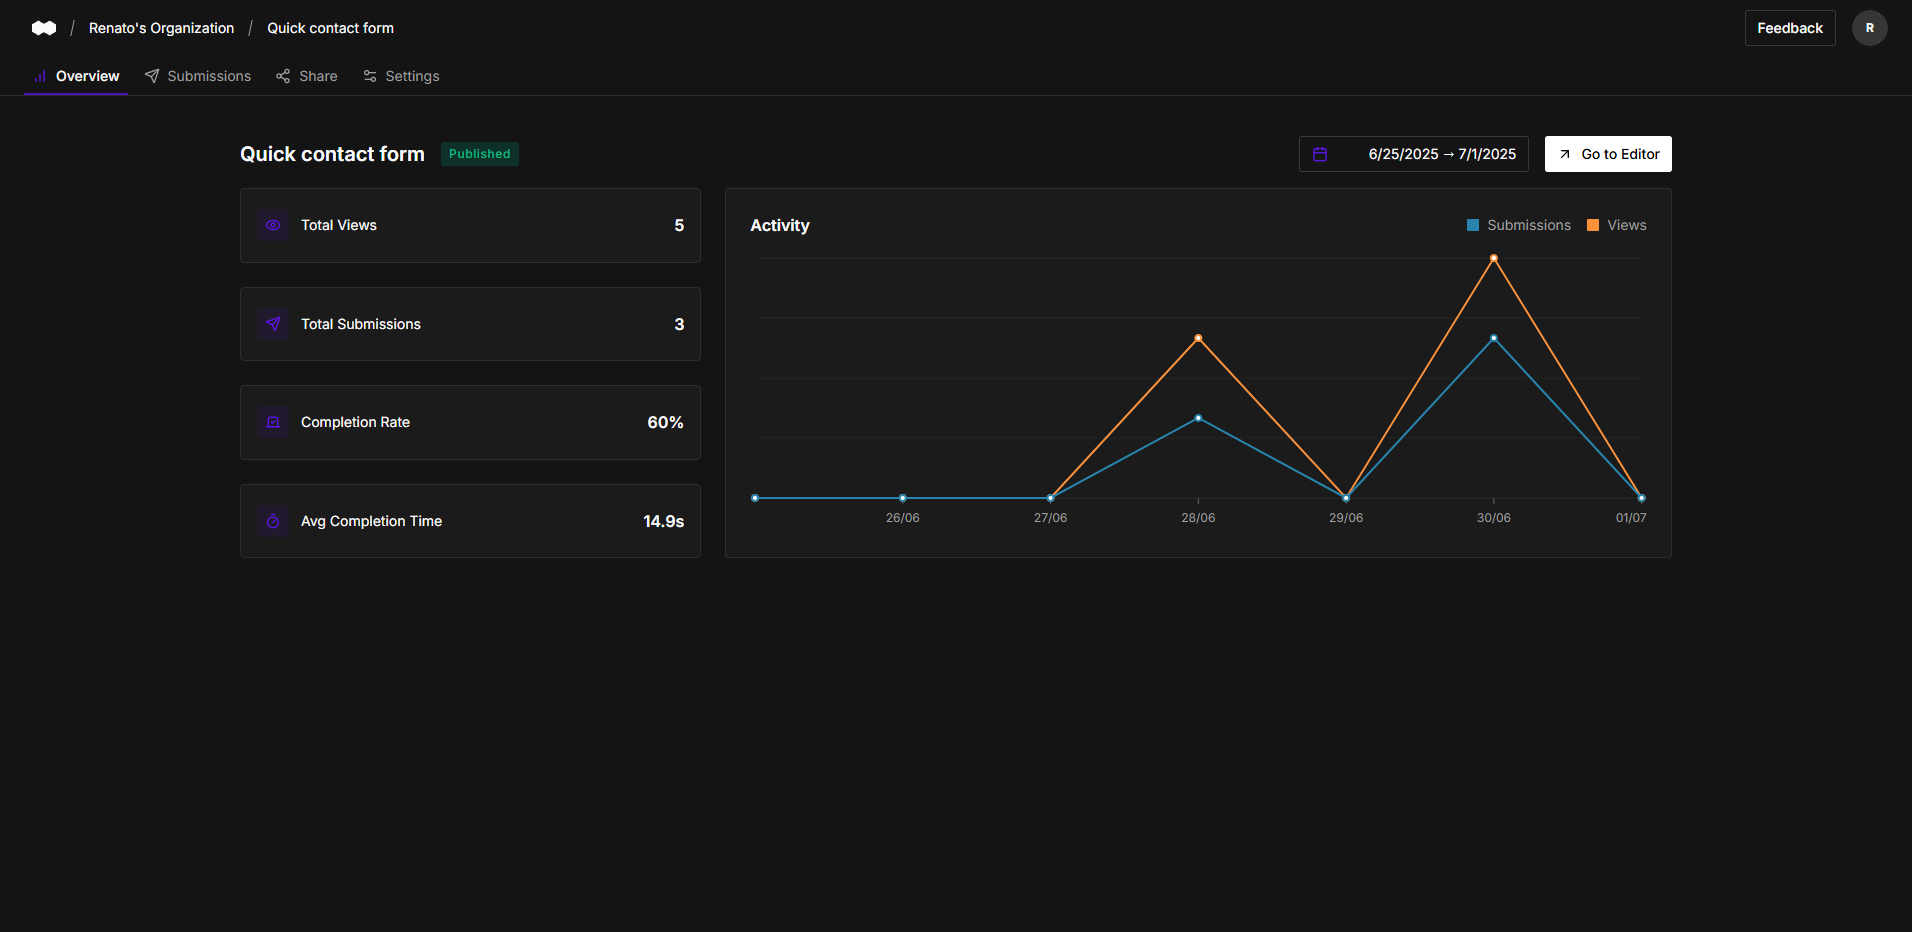 / Renato's Organization / Quick contact form
Feedback
R
Overview
Submissions
Share
Settings
Quick contact form
Published
6/25/2025 → 7/1/2025
Go to Editor
Total Views
5
Total Submissions
3
Completion Rate
60%
Avg Completion Time
14.9s
Activity
Submissions
Views
26/06
27/06
28/06
29/06
30/06
01/07